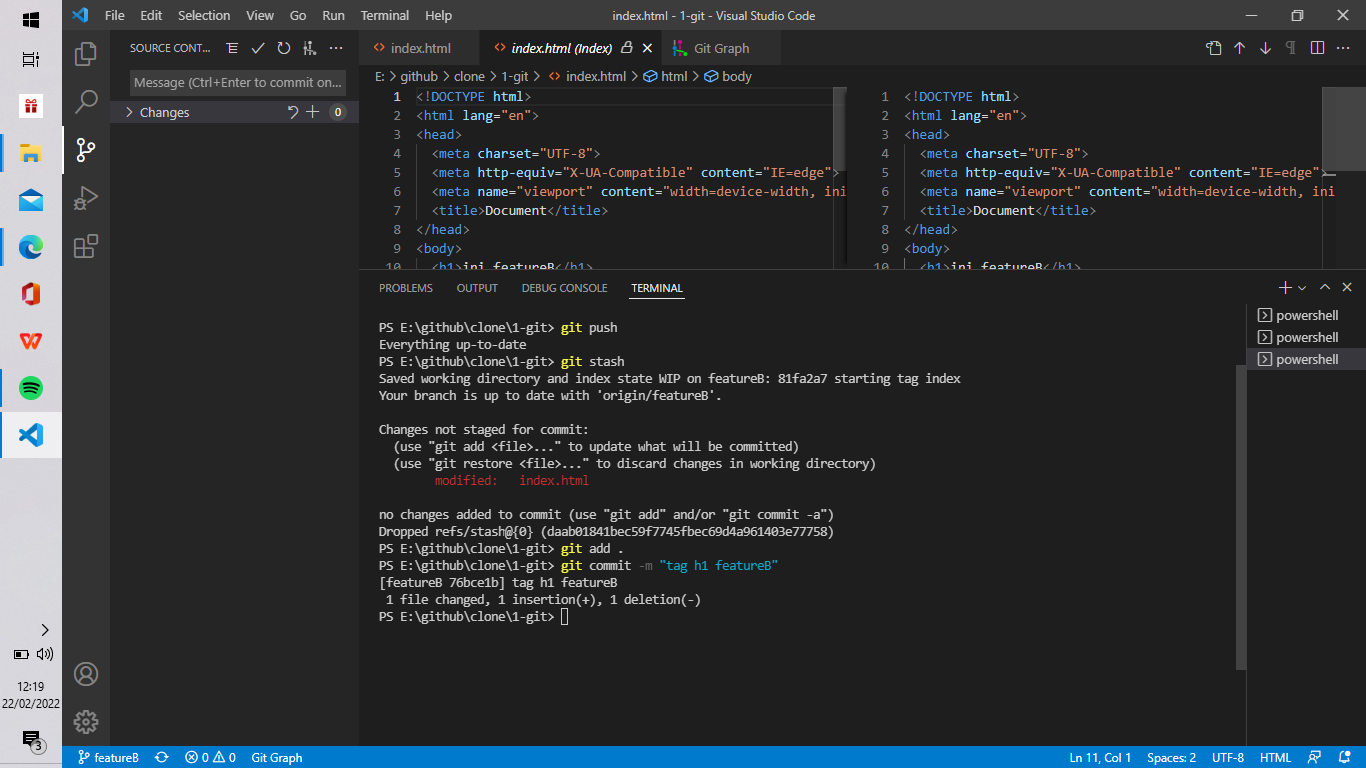 File Edit Selection View Go Run Terminal Help
index.html - 1-git - Visual Studio Code
SOURCE CONT...
Message (Ctrl+Enter to commit on...
Changes
0
index.html
index.html (Index)
Git Graph
E: > github > clone > 1-git > index.html > html > body
1 <!DOCTYPE html>
2 <html lang="en">
3 <head>
4 <meta charset="UTF-8">
5 <meta http-equiv="X-UA-Compatible" content="IE=edge">
6 <meta name="viewport" content="width=device-width, ini
7 <title>Document</title>
8 </head>
9 <body>
10 <h1>ini featureB</h1>
1 <!DOCTYPE html>
2 <html lang="en">
3 <head>
4 <meta charset="UTF-8">
5 <meta http-equiv="X-UA-Compatible" content="IE=edge">
6 <meta name="viewport" content="width=device-width, ini
7 <title>Document</title>
8 </head>
9 <body>
10 <h1>ini featureB</h1>
PROBLEMS OUTPUT DEBUG CONSOLE TERMINAL
PS E:\github\clone\1-git> git push
Everything up-to-date
PS E:\github\clone\1-git> git stash
Saved working directory and index state WIP on featureB: 81fa2a7 starting tag index
Your branch is up to date with 'origin/featureB'.
Changes not staged for commit:
(use "git add <file>..." to update what will be committed)
(use "git restore <file>..." to discard changes in working directory)
modified: index.html
no changes added to commit (use "git add" and/or "git commit -a")
Dropped refs/stash@{0} (daab01841bec59f7745fbec69d4a961403e77758)
PS E:\github\clone\1-git> git add .
PS E:\github\clone\1-git> git commit -m "tag h1 featureB"
[featureB 76bce1b] tag h1 featureB
1 file changed, 1 insertion(+), 1 deletion(-)
PS E:\github\clone\1-git>
powershell
powershell
powershell
12:19
22/02/2022
3
featureB
0 0
Git Graph
Ln 11, Col 1
Spaces: 2
UTF-8
HTML